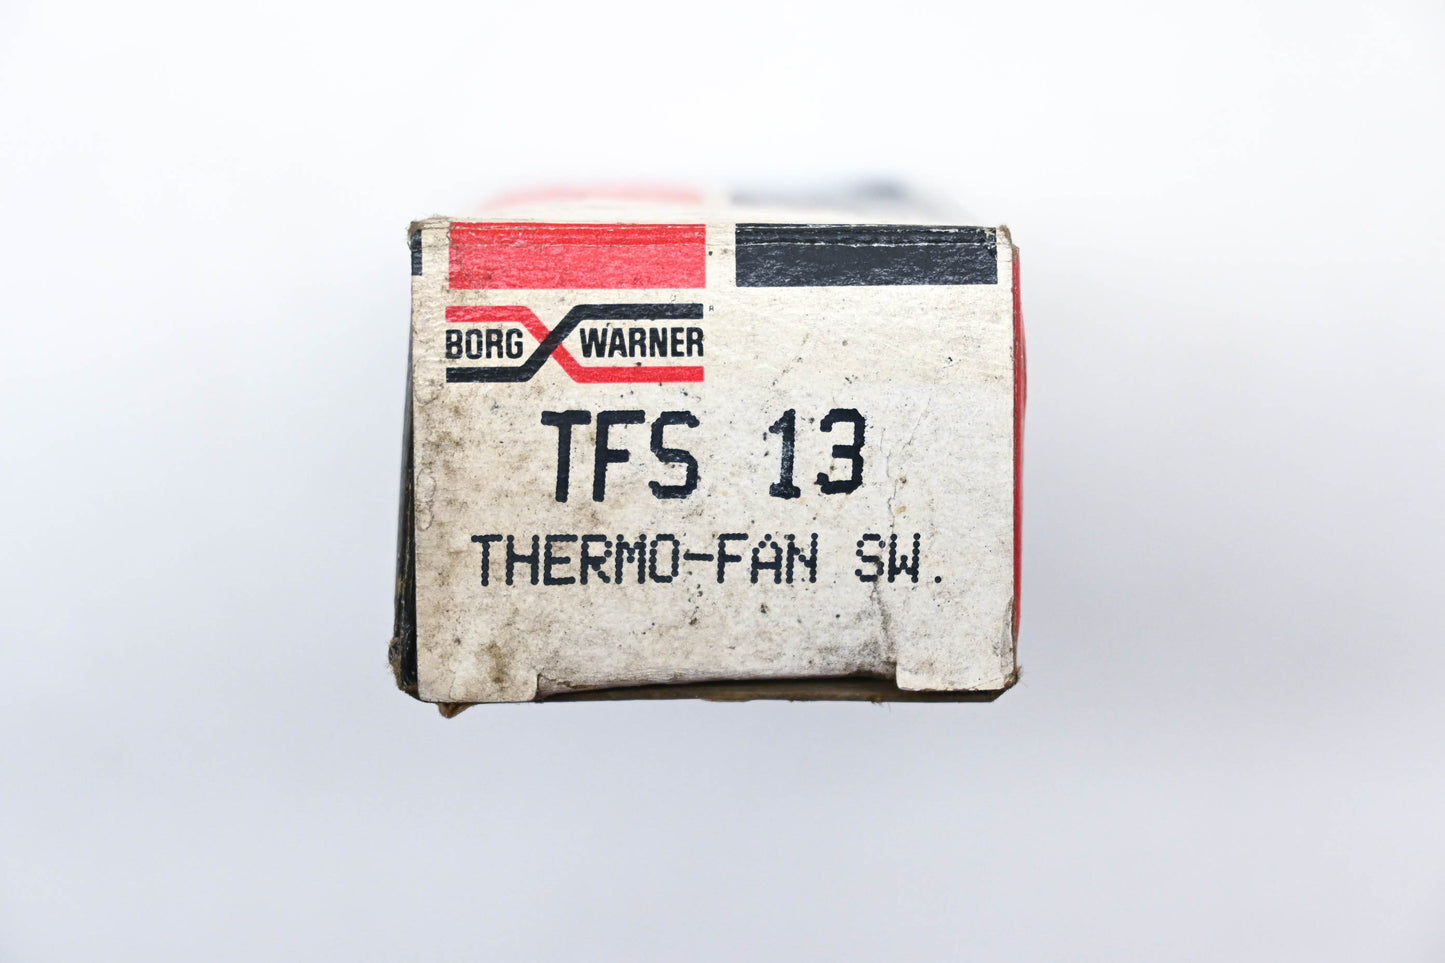 BORG WARNER R
TFS 13
THERMO-FAN SW.